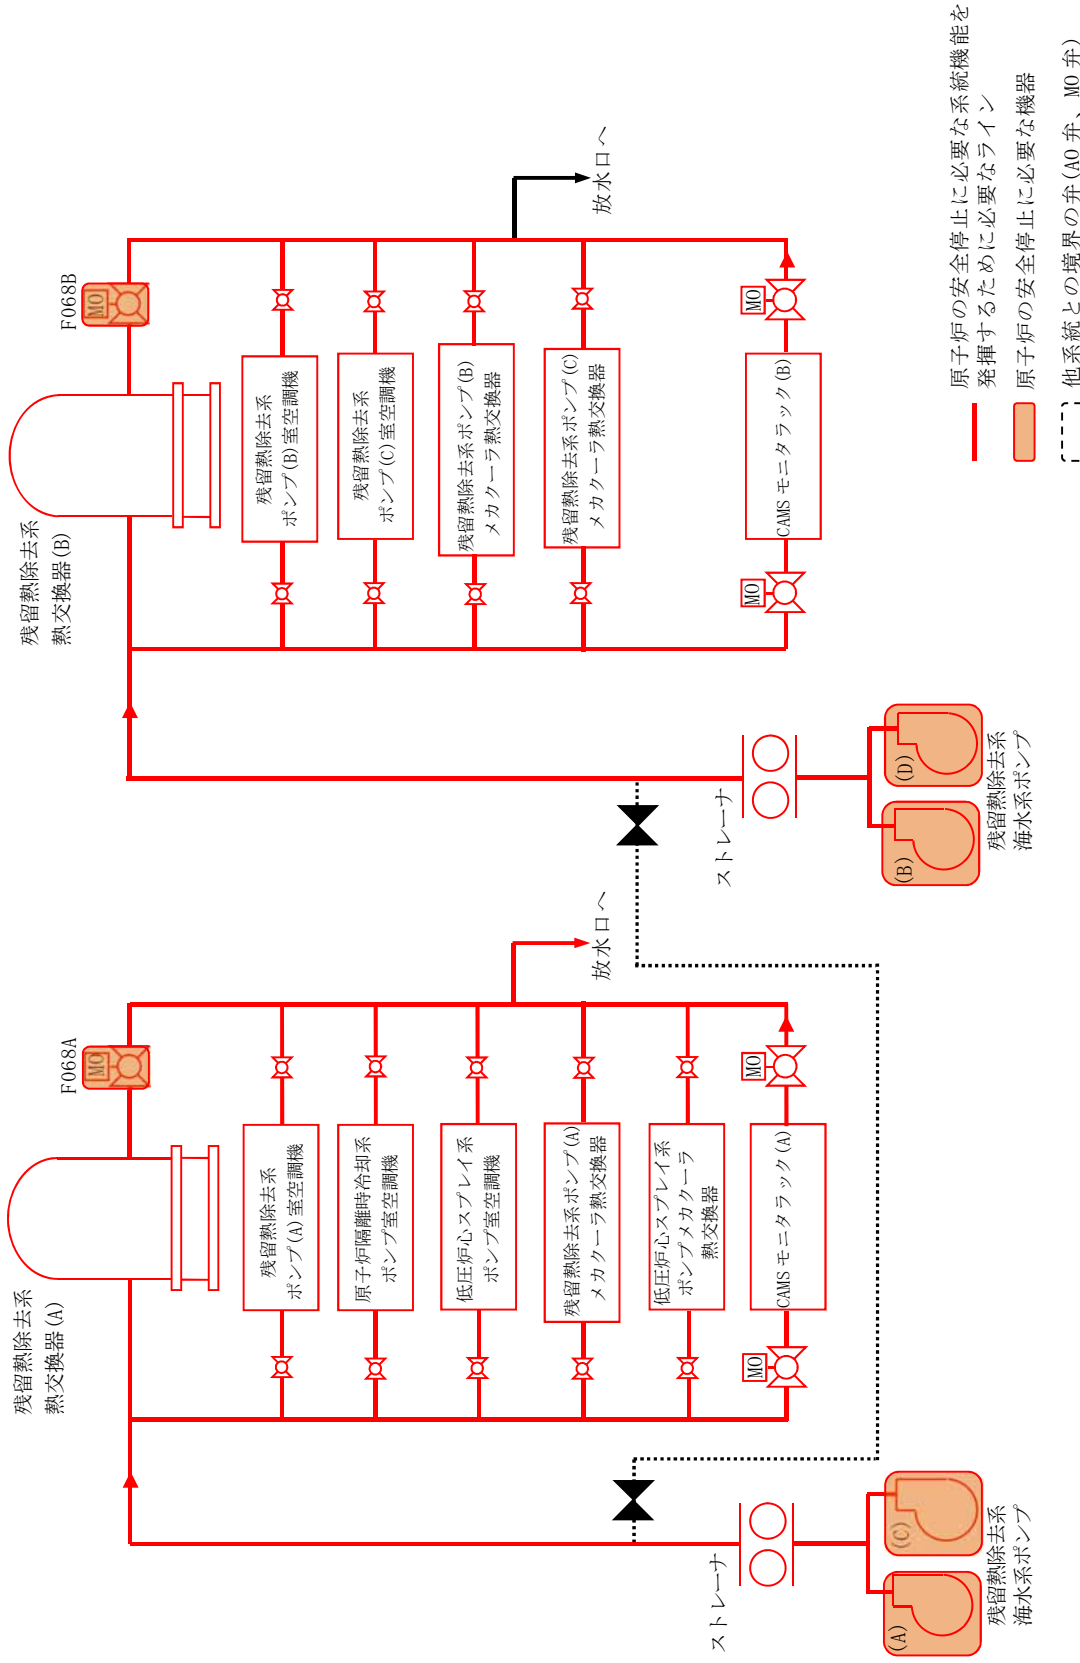 残留熱除去系
熱交換器(A)
F068A
MO
残留熱除去系
ポンプ(A)室空調機
原子炉隔離時冷却系
ポンプ室空調機
低圧炉心スプレイ系
ポンプ室空調機
残留熱除去系ポンプ(A)
メカクーラ熱交換器
低圧炉心スプレイ系
ポンプメカクーラ
熱交換器
MO
CAMSモニタラック(A)
MO
放水口へ
ストレーナ
(A)
(C)
残留熱除去系
海水系ポンプ
残留熱除去系
熱交換器(B)
F068B
MO
残留熱除去系
ポンプ(B)室空調機
残留熱除去系
ポンプ(C)室空調機
残留熱除去系ポンプ(B)
メカクーラ熱交換器
残留熱除去系ポンプ(C)
メカクーラ熱交換器
MO
CAMSモニタラック(B)
MO
放水口へ
ストレーナ
(B)
(D)
残留熱除去系
海水系ポンプ
原子炉の安全停止に必要な系統機能を
発揮するために必要なライン
原子炉の安全停止に必要な機器
他系統との境界の弁(AO弁、MO弁)